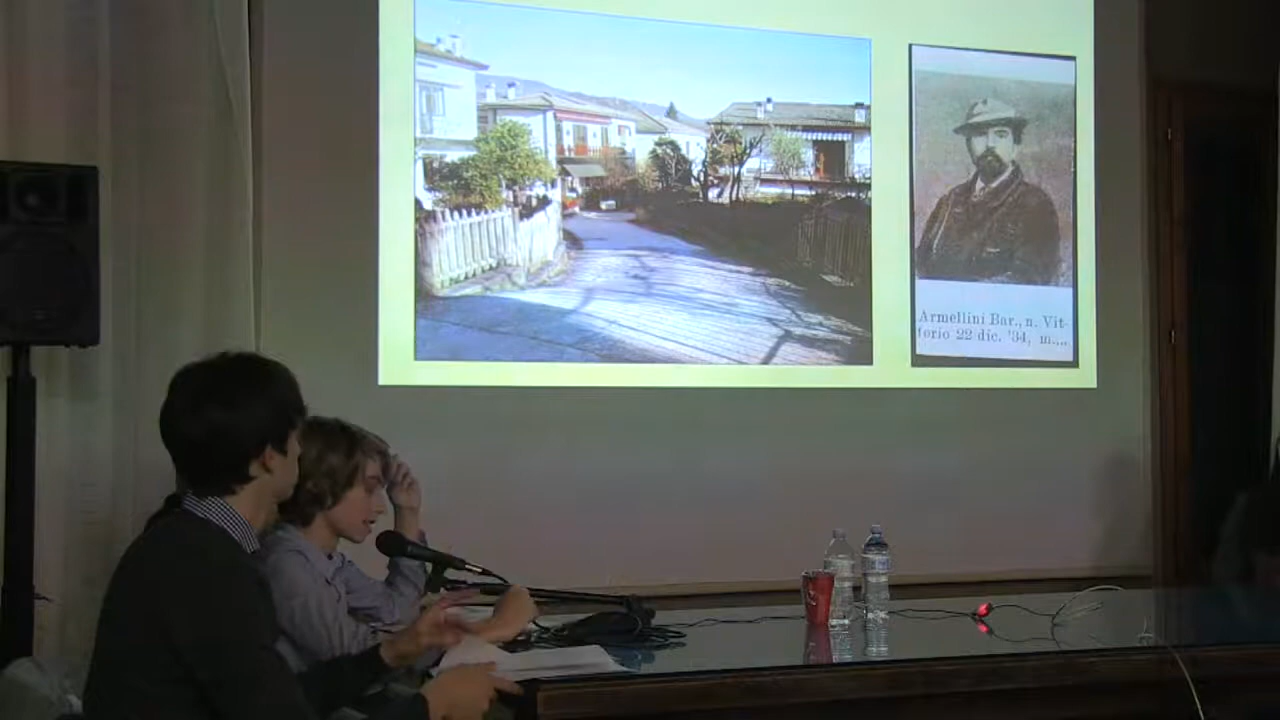 Armellini Bar., n. Vit-
torio 22 dic. '34, m....